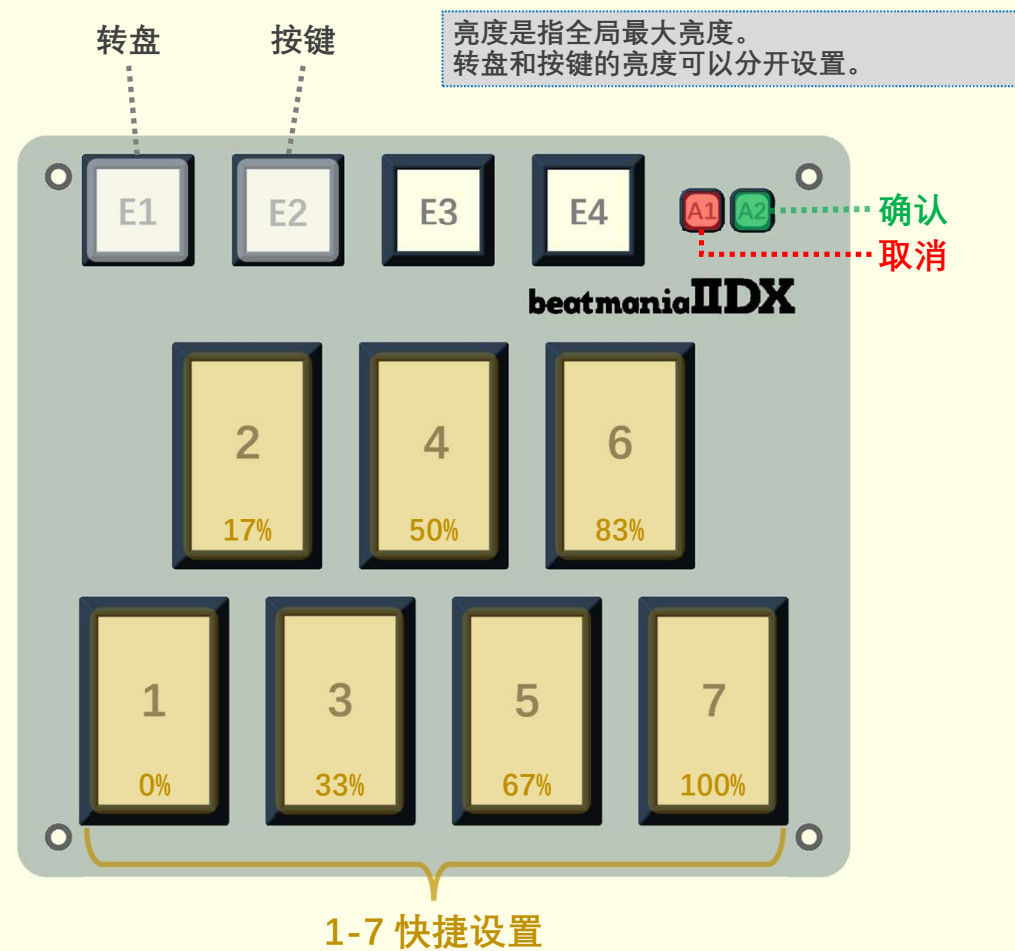 转盘
按键
亮度是指全局最大亮度。
转盘和按键的亮度可以分开设置。
E1
E2
E3
E4
A1
A2
确认
取消
beatmania IIDX
2
4
6
17%
50%
83%
1
3
5
7
0%
33%
67%
100%
1-7 快捷设置